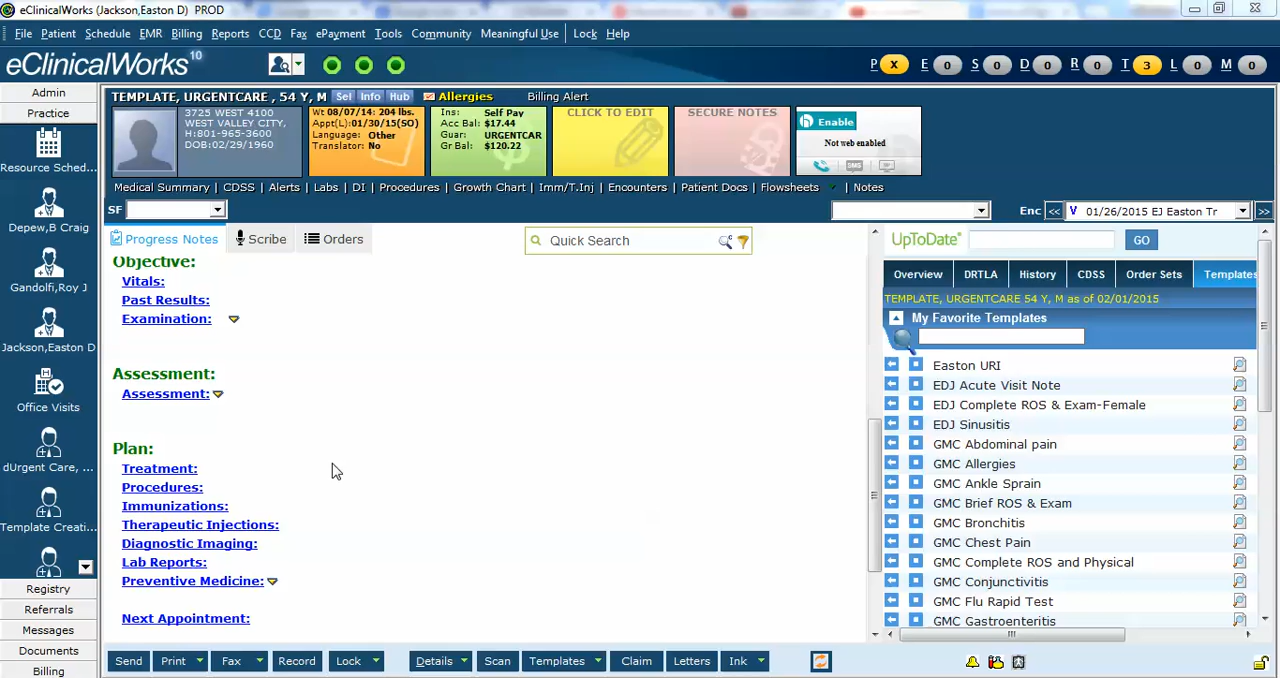 eClinicalWorks (Jackson,Easton D) PROD
File Patient Schedule EMR Billing Reports CCD Fax ePayment Tools Community Meaningful Use Lock Help
eClinicalWorks 10 P X E 0 S 0 D 0 R 0 T 3 L 0 M 0
Admin
Practice
Resource Sched...
Depew,B Craig
Gandolfi,Roy J
Jackson,Easton D
Office Visits
dUrgent Care, ...
Template Creati...
Registry
Referrals
Messages
Documents
Billing
TEMPLATE, URGENTCARE , 54 Y, M Sel Info Hub Allergies Billing Alert
3725 WEST 4100
WEST VALLEY CITY,
H:801-965-3600
DOB:02/29/1960
Wt 08/07/14: 204 lbs.
Appt(L):01/30/15(SO)
Language: Other
Translator: No
Ins: Self Pay
Acc Bal: $17.44
Guar: URGENTCAR
Gr Bal: $120.22
CLICK TO EDIT
SECURE NOTES
h Enable
Not web enabled
SMS
Medical Summary | CDSS | Alerts | Labs | DI | Procedures | Growth Chart | Imm/T.Inj | Encounters | Patient Docs | Flowsheets | Notes
SF Enc << V 01/26/2015 EJ Easton Tr >>
Progress Notes Scribe Orders Quick Search
Objective:
Vitals:
Past Results:
Examination:
Assessment:
Assessment:
Plan:
Treatment:
Procedures:
Immunizations:
Therapeutic Injections:
Diagnostic Imaging:
Lab Reports:
Preventive Medicine:
Next Appointment:
UpToDate GO
Overview DRTLA History CDSS Order Sets Templates
TEMPLATE, URGENTCARE 54 Y, M as of 02/01/2015
My Favorite Templates
Easton URI
EDJ Acute Visit Note
EDJ Complete ROS & Exam-Female
EDJ Sinusitis
GMC Abdominal pain
GMC Allergies
GMC Ankle Sprain
GMC Brief ROS & Exam
GMC Bronchitis
GMC Chest Pain
GMC Complete ROS and Physical
GMC Conjunctivitis
GMC Flu Rapid Test
GMC Gastroenteritis
Send Print Fax Record Lock Details Scan Templates Claim Letters Ink